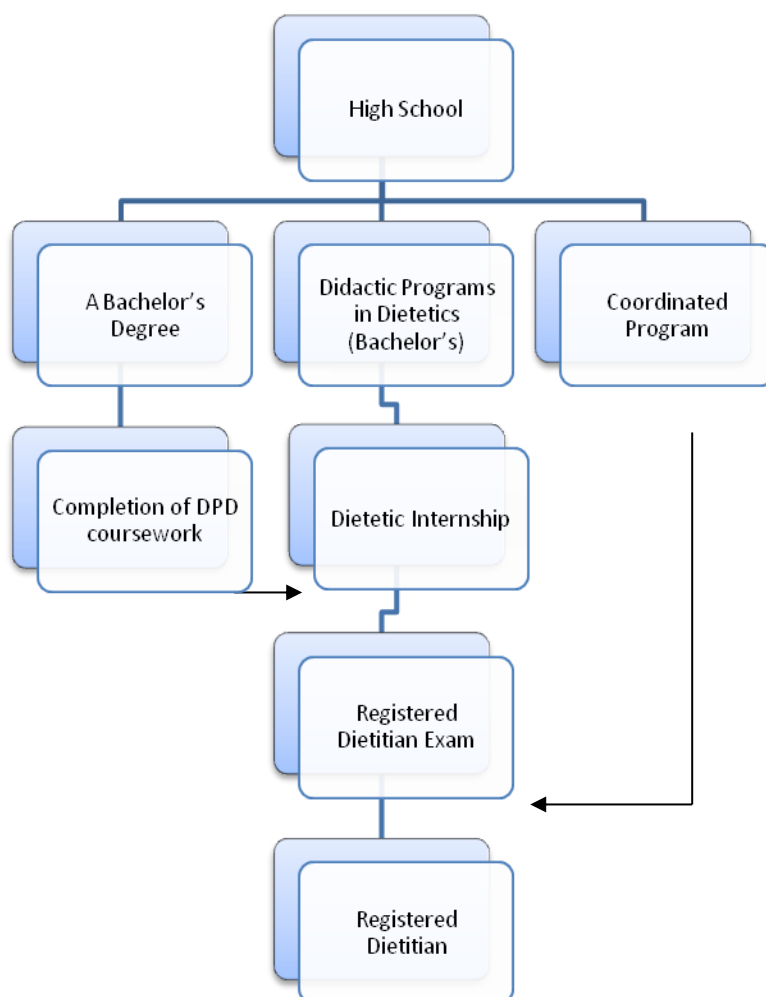 High School
A Bachelor's
Degree
Didactic Programs
in Dietetics
(Bachelor's)
Coordinated
Program
Completion of DPD
coursework
Dietetic Internship
Registered
Dietitian Exam
Registered
Dietitian